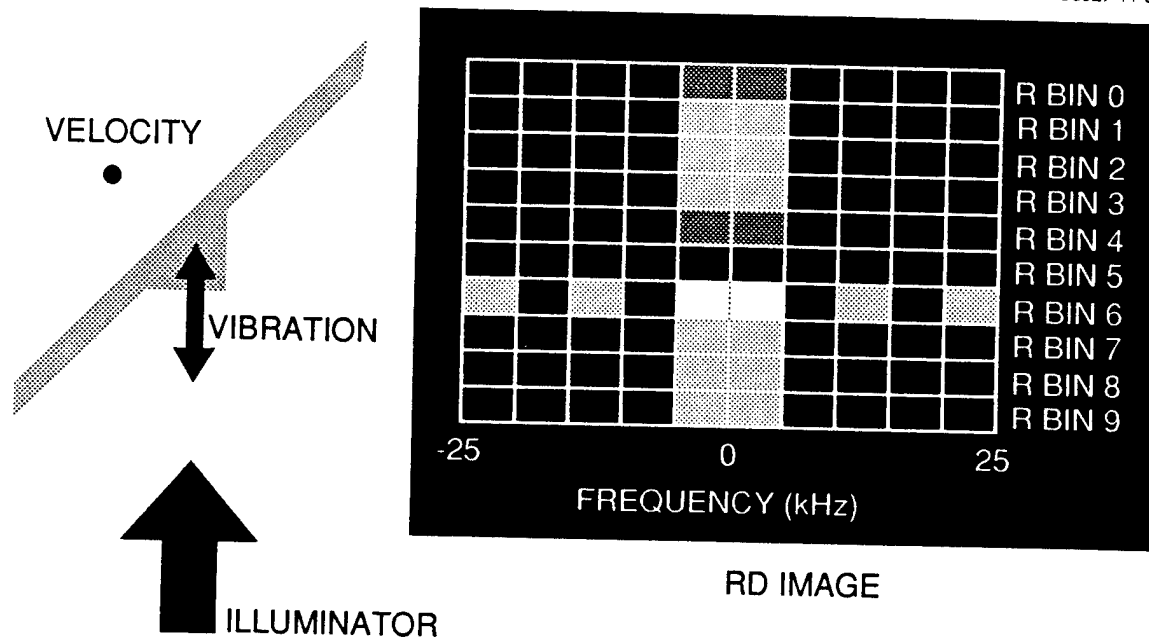 VELOCITY
VIBRATION
ILLUMINATOR
R BIN 0
R BIN 1
R BIN 2
R BIN 3
R BIN 4
R BIN 5
R BIN 6
R BIN 7
R BIN 8
R BIN 9
-25 0 25
FREQUENCY (kHz)
RD IMAGE